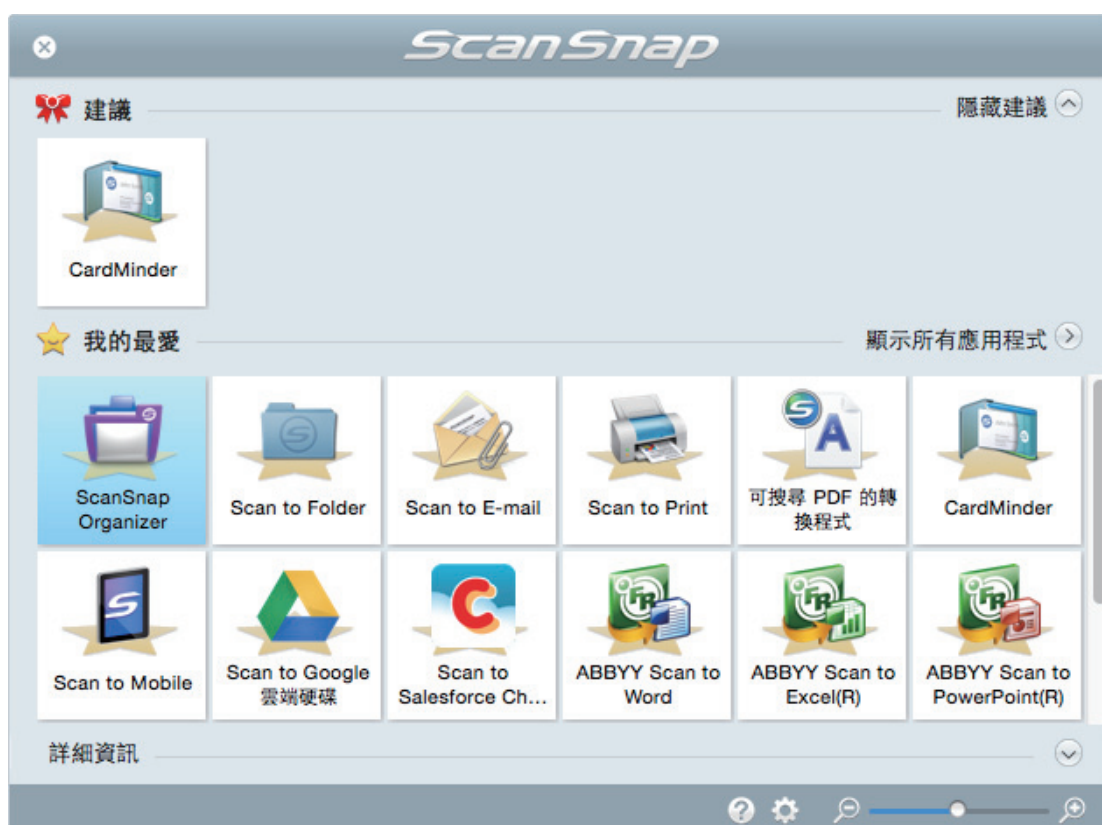 ScanSnap
建議
隱藏建議
CardMinder
我的最愛
顯示所有應用程式
ScanSnap
Organizer
Scan to Folder
Scan to E-mail
Scan to Print
可搜尋 PDF 的轉
換程式
CardMinder
Scan to Mobile
Scan to Google
雲端硬碟
Scan to
Salesforce Ch...
ABBYY Scan to
Word
ABBYY Scan to
Excel(R)
ABBYY Scan to
PowerPoint(R)
詳細資訊